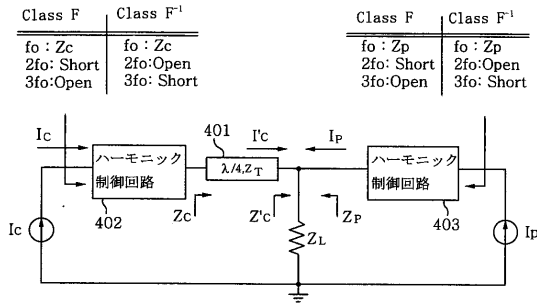 Class F Class F⁻¹
fo : Zc fo : Zc
2fo: Short 2fo:Open
3fo:Open 3fo: Short
Class F Class F⁻¹
fo : Zp fo : Zp
2fo: Short 2fo:Open
3fo:Open 3fo: Short
Ic
ハーモニック
制御回路
402
401
λ/4,ZT
I'c
IP
ハーモニック
制御回路
403
Zc
Z'c
ZP
ZL
Ic
Ip